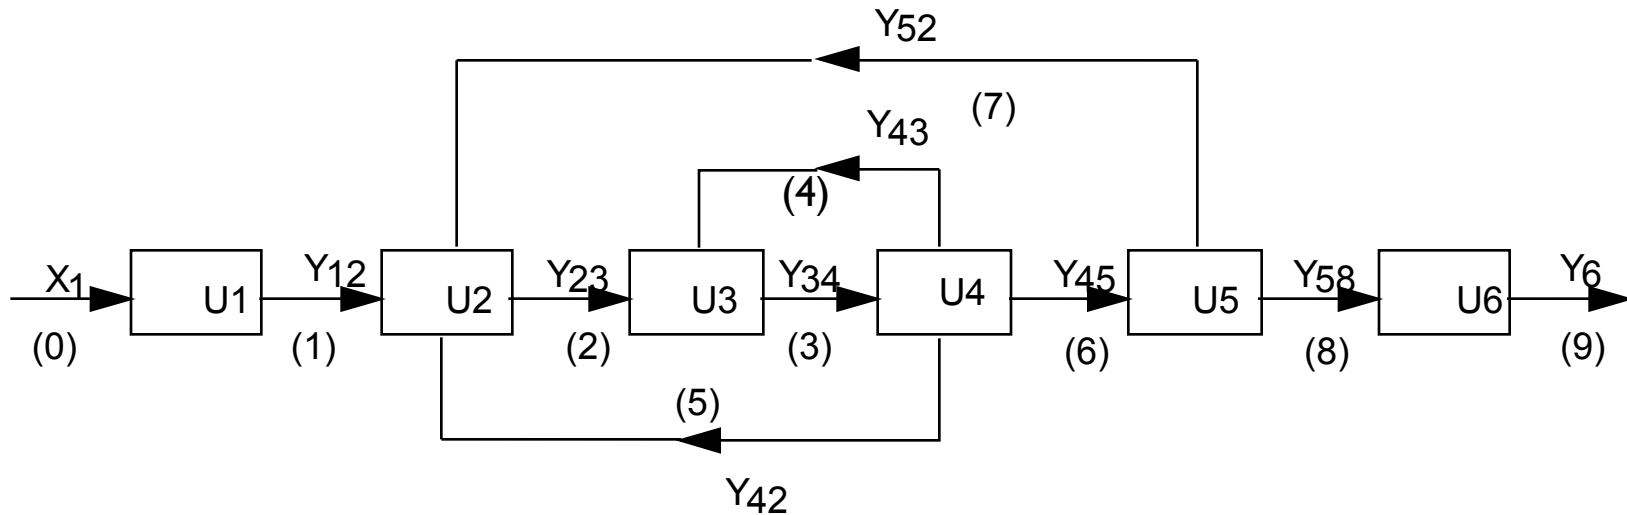 Y52
(7)
Y43
(4)
X1 U1 Y12 U2 Y23 U3 Y34 U4 Y45 U5 Y58 U6 Y6
(0) (1) (2) (3) (6) (8) (9)
(5)
Y42